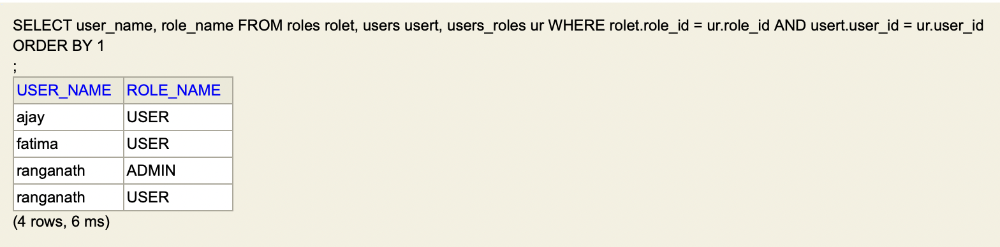 SELECT user_name, role_name FROM roles rolet, users usert, users_roles ur WHERE rolet.role_id = ur.role_id AND usert.user_id = ur.user_id
ORDER BY 1
;
USER_NAME ROLE_NAME
ajay USER
fatima USER
ranganath ADMIN
ranganath USER
(4 rows, 6 ms)